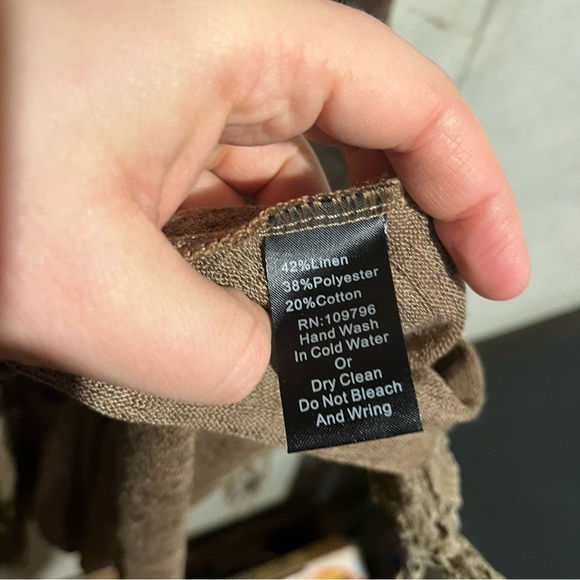 42%Linen
38%Polyester
20%Cotton
RN:109796
Hand Wash
In Cold Water
Or
Dry Clean
Do Not Bleach
And Wring